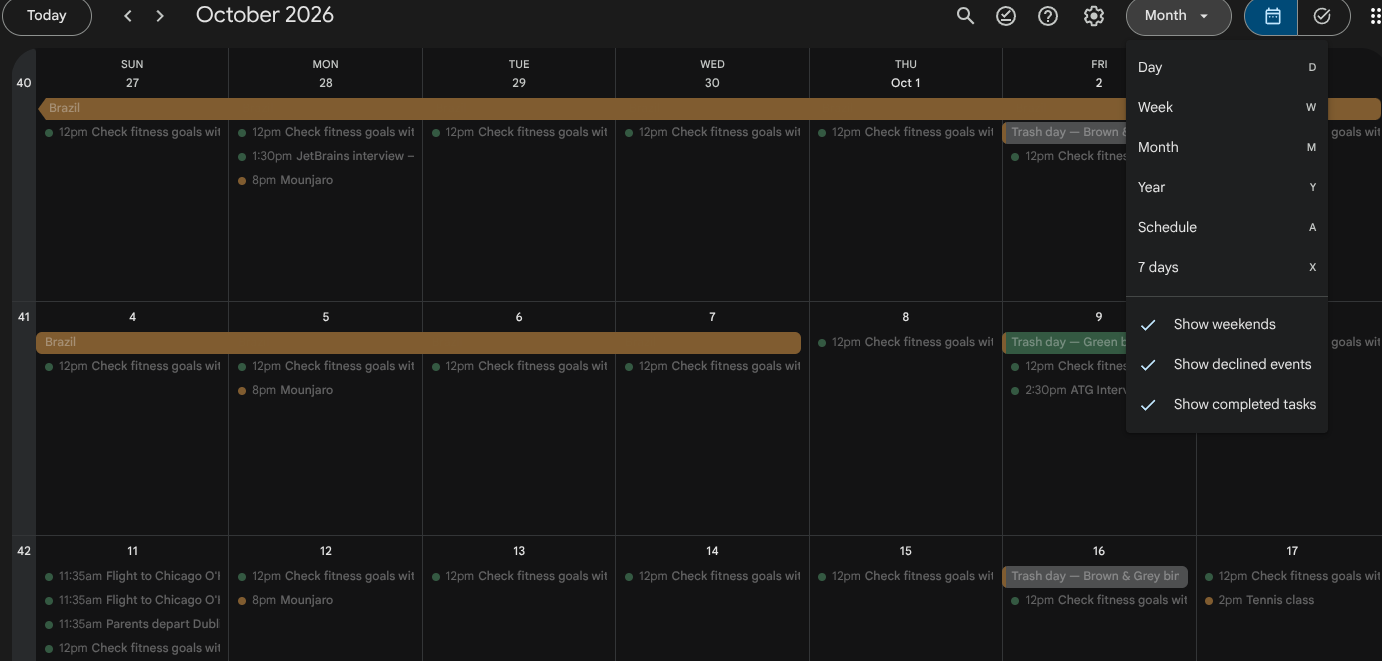 Today
October 2026
Month
SUN MON TUE WED THU FRI
40 27 28 29 30 Oct 1 2
Brazil
12pm Check fitness goals wit
12pm Check fitness goals wit
1:30pm JetBrains interview –
8pm Mounjaro
12pm Check fitness goals wit
12pm Check fitness goals wit
12pm Check fitness goals wit
Trash day — Brown &
12pm Check fitnes
goals wit
Day D
Week W
Month M
Year Y
Schedule A
7 days X
Show weekends
Show declined events
Show completed tasks
41 4 5 6 7 8 9
Brazil
12pm Check fitness goals wit
12pm Check fitness goals wit
8pm Mounjaro
12pm Check fitness goals wit
12pm Check fitness goals wit
12pm Check fitness goals wit
Trash day — Green b
12pm Check fitnes
2:30pm ATG Interv
goals wit
42 11 12 13 14 15 16 17
11:35am Flight to Chicago O'H
11:35am Flight to Chicago O'H
11:35am Parents depart Dubli
12pm Check fitness goals wit
12pm Check fitness goals wit
8pm Mounjaro
12pm Check fitness goals wit
12pm Check fitness goals wit
12pm Check fitness goals wit
Trash day — Brown & Grey bir
12pm Check fitness goals wit
12pm Check fitness goals wit
2pm Tennis class